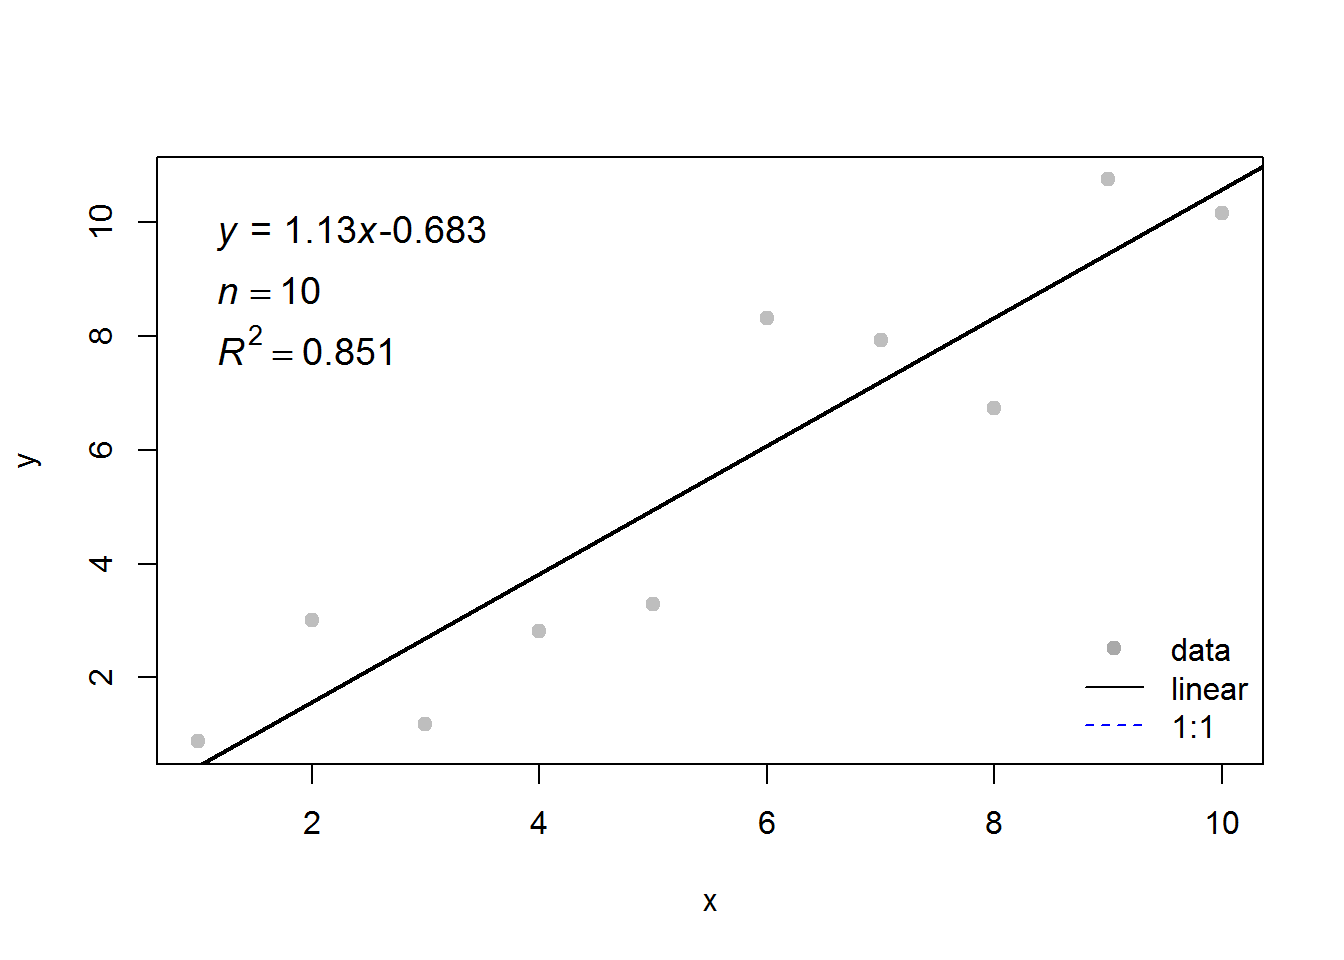 y = 1.13x-0.683
n = 10
R² = 0.851
10
8
6
4
2
y
data
linear
1:1
2 4 6 8 10
x